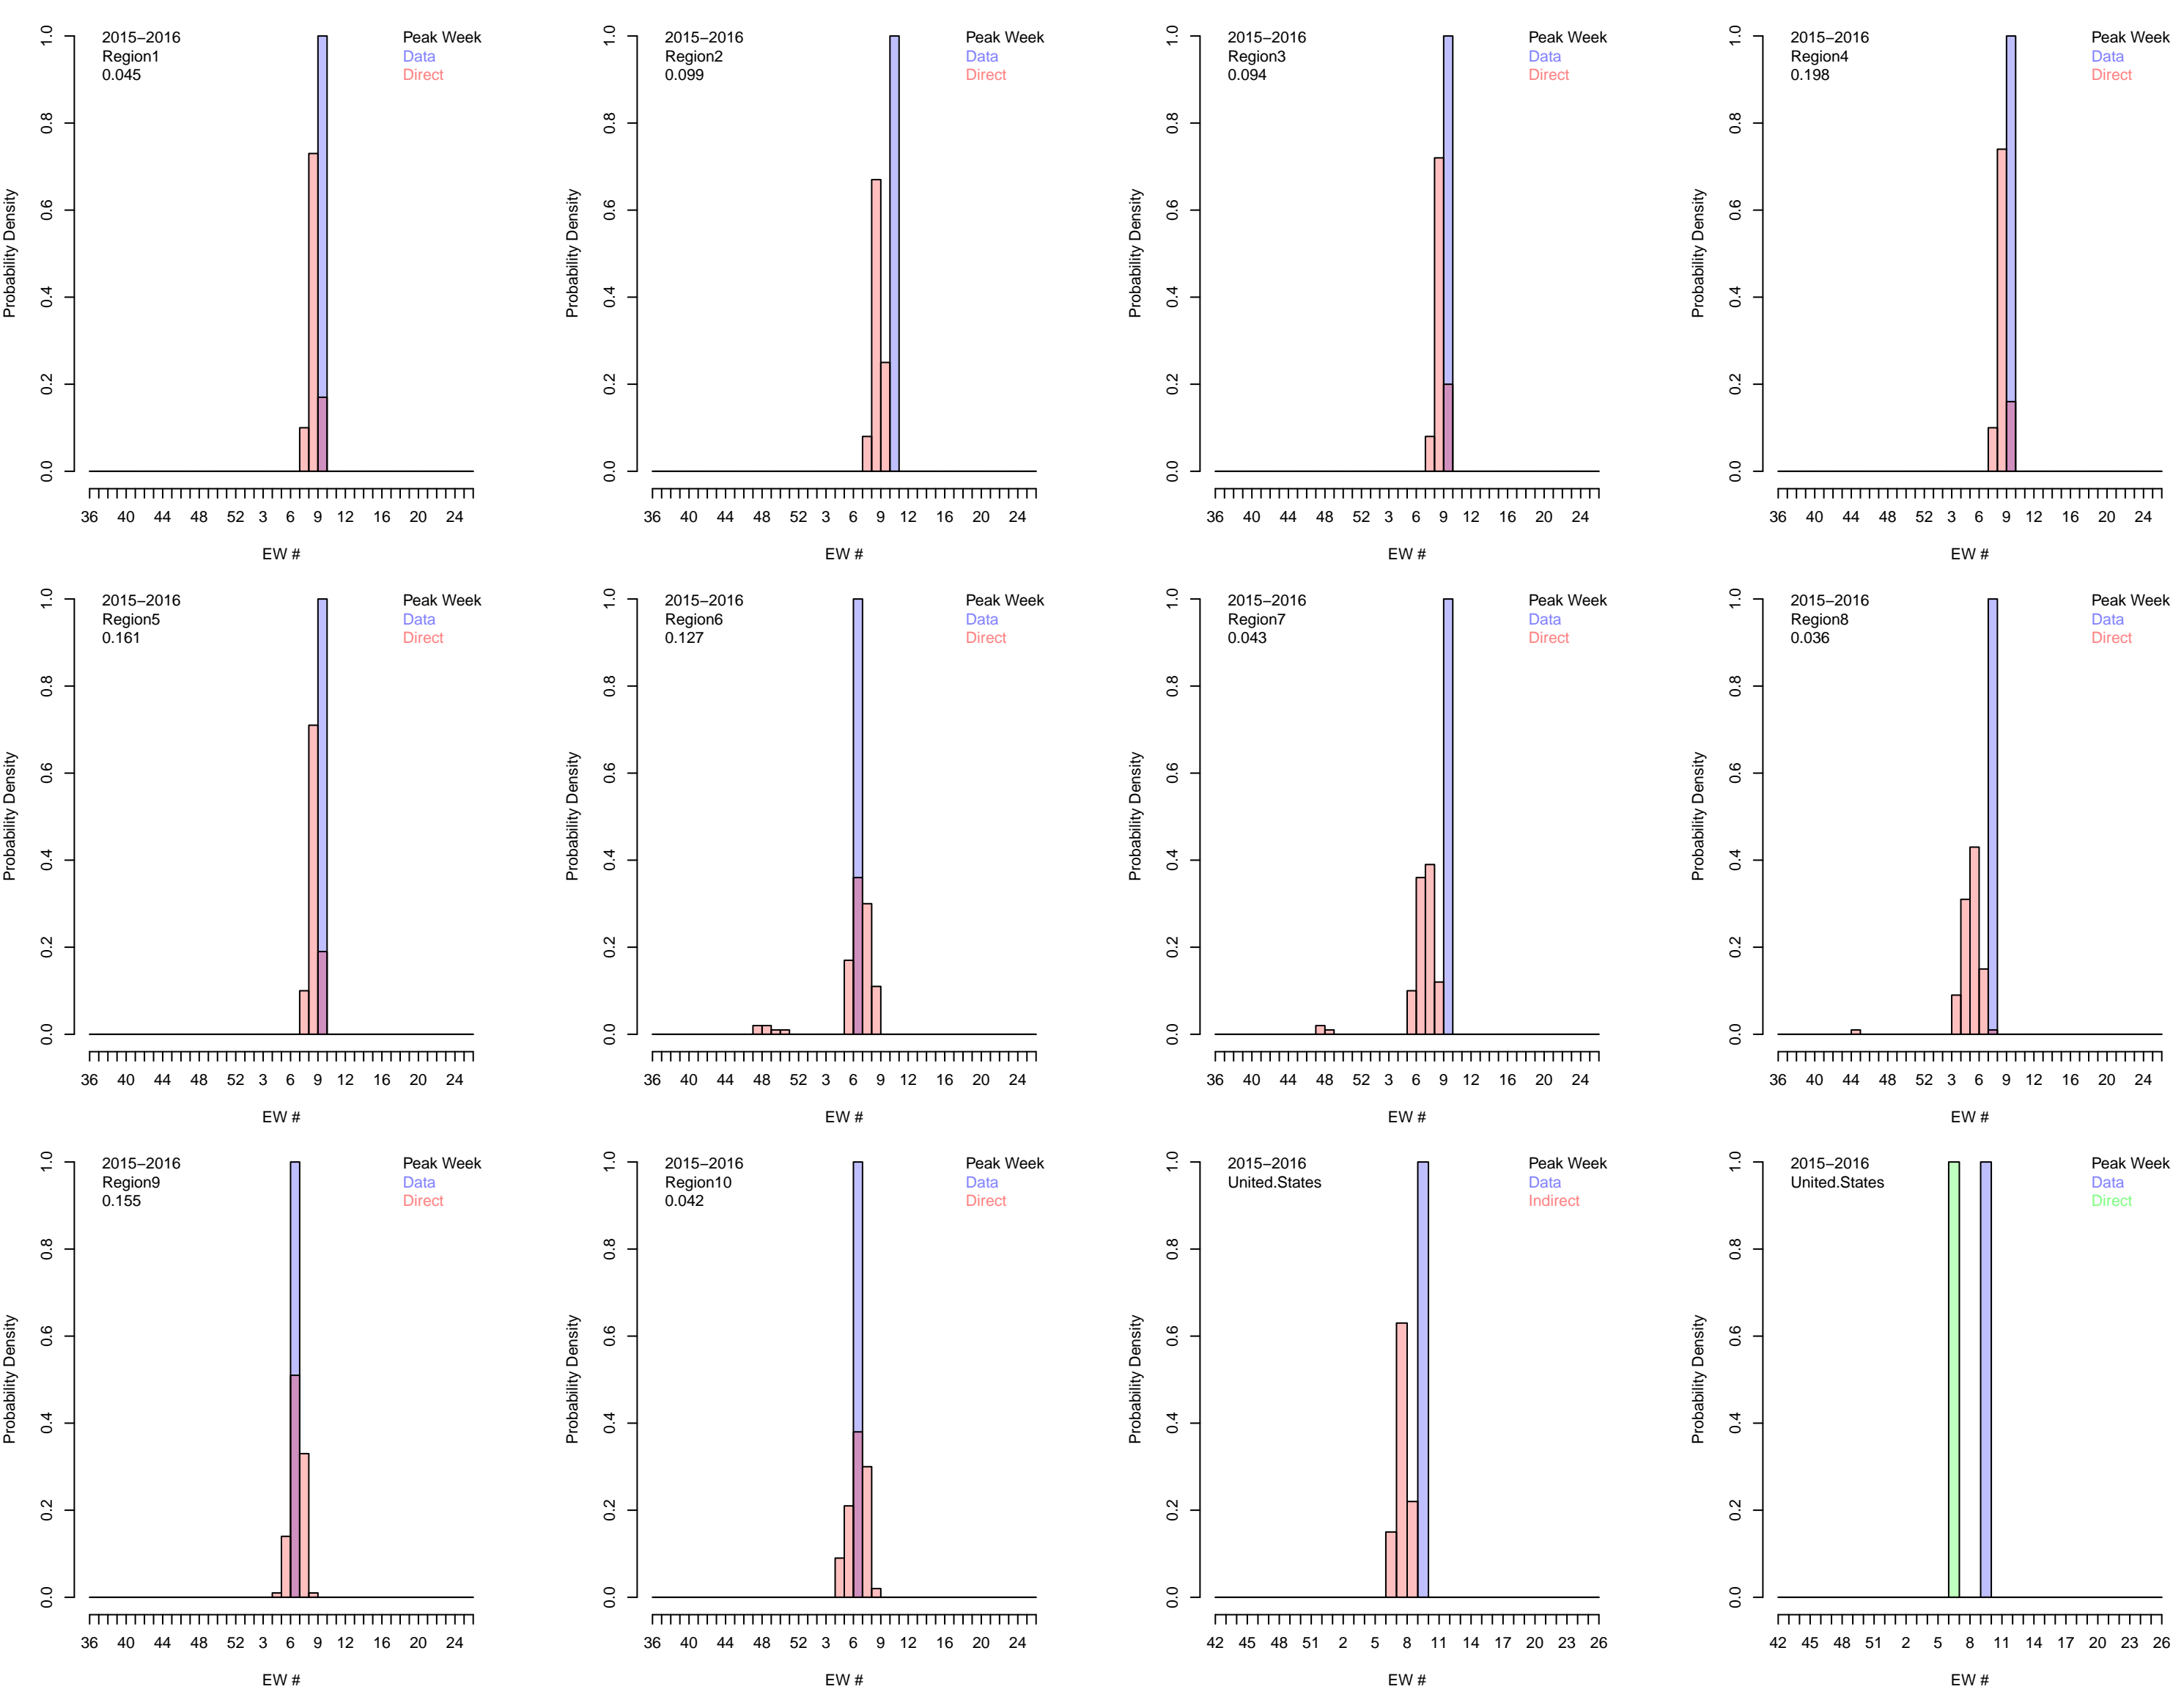 2015−2016
Region1
0.045
Peak Week
Data
Direct
Probability Density
0.0 0.2 0.4 0.6 0.8 1.0
36 40 44 48 52 3 6 9 12 16 20 24
EW #
2015−2016
Region2
0.099
Peak Week
Data
Direct
Probability Density
0.0 0.2 0.4 0.6 0.8 1.0
36 40 44 48 52 3 6 9 12 16 20 24
EW #
2015−2016
Region3
0.094
Peak Week
Data
Direct
Probability Density
0.0 0.2 0.4 0.6 0.8 1.0
36 40 44 48 52 3 6 9 12 16 20 24
EW #
2015−2016
Region4
0.198
Peak Week
Data
Direct
Probability Density
0.0 0.2 0.4 0.6 0.8 1.0
36 40 44 48 52 3 6 9 12 16 20 24
EW #
2015−2016
Region5
0.161
Peak Week
Data
Direct
Probability Density
0.0 0.2 0.4 0.6 0.8 1.0
36 40 44 48 52 3 6 9 12 16 20 24
EW #
2015−2016
Region6
0.127
Peak Week
Data
Direct
Probability Density
0.0 0.2 0.4 0.6 0.8 1.0
36 40 44 48 52 3 6 9 12 16 20 24
EW #
2015−2016
Region7
0.043
Peak Week
Data
Direct
Probability Density
0.0 0.2 0.4 0.6 0.8 1.0
36 40 44 48 52 3 6 9 12 16 20 24
EW #
2015−2016
Region8
0.036
Peak Week
Data
Direct
Probability Density
0.0 0.2 0.4 0.6 0.8 1.0
36 40 44 48 52 3 6 9 12 16 20 24
EW #
2015−2016
Region9
0.155
Peak Week
Data
Direct
Probability Density
0.0 0.2 0.4 0.6 0.8 1.0
36 40 44 48 52 3 6 9 12 16 20 24
EW #
2015−2016
Region10
0.042
Peak Week
Data
Direct
Probability Density
0.0 0.2 0.4 0.6 0.8 1.0
36 40 44 48 52 3 6 9 12 16 20 24
EW #
2015−2016
United.States
Peak Week
Data
Indirect
Probability Density
0.0 0.2 0.4 0.6 0.8 1.0
42 45 48 51 2 5 8 11 14 17 20 23 26
EW #
2015−2016
United.States
Peak Week
Data
Direct
Probability Density
0.0 0.2 0.4 0.6 0.8 1.0
42 45 48 51 2 5 8 11 14 17 20 23 26
EW #